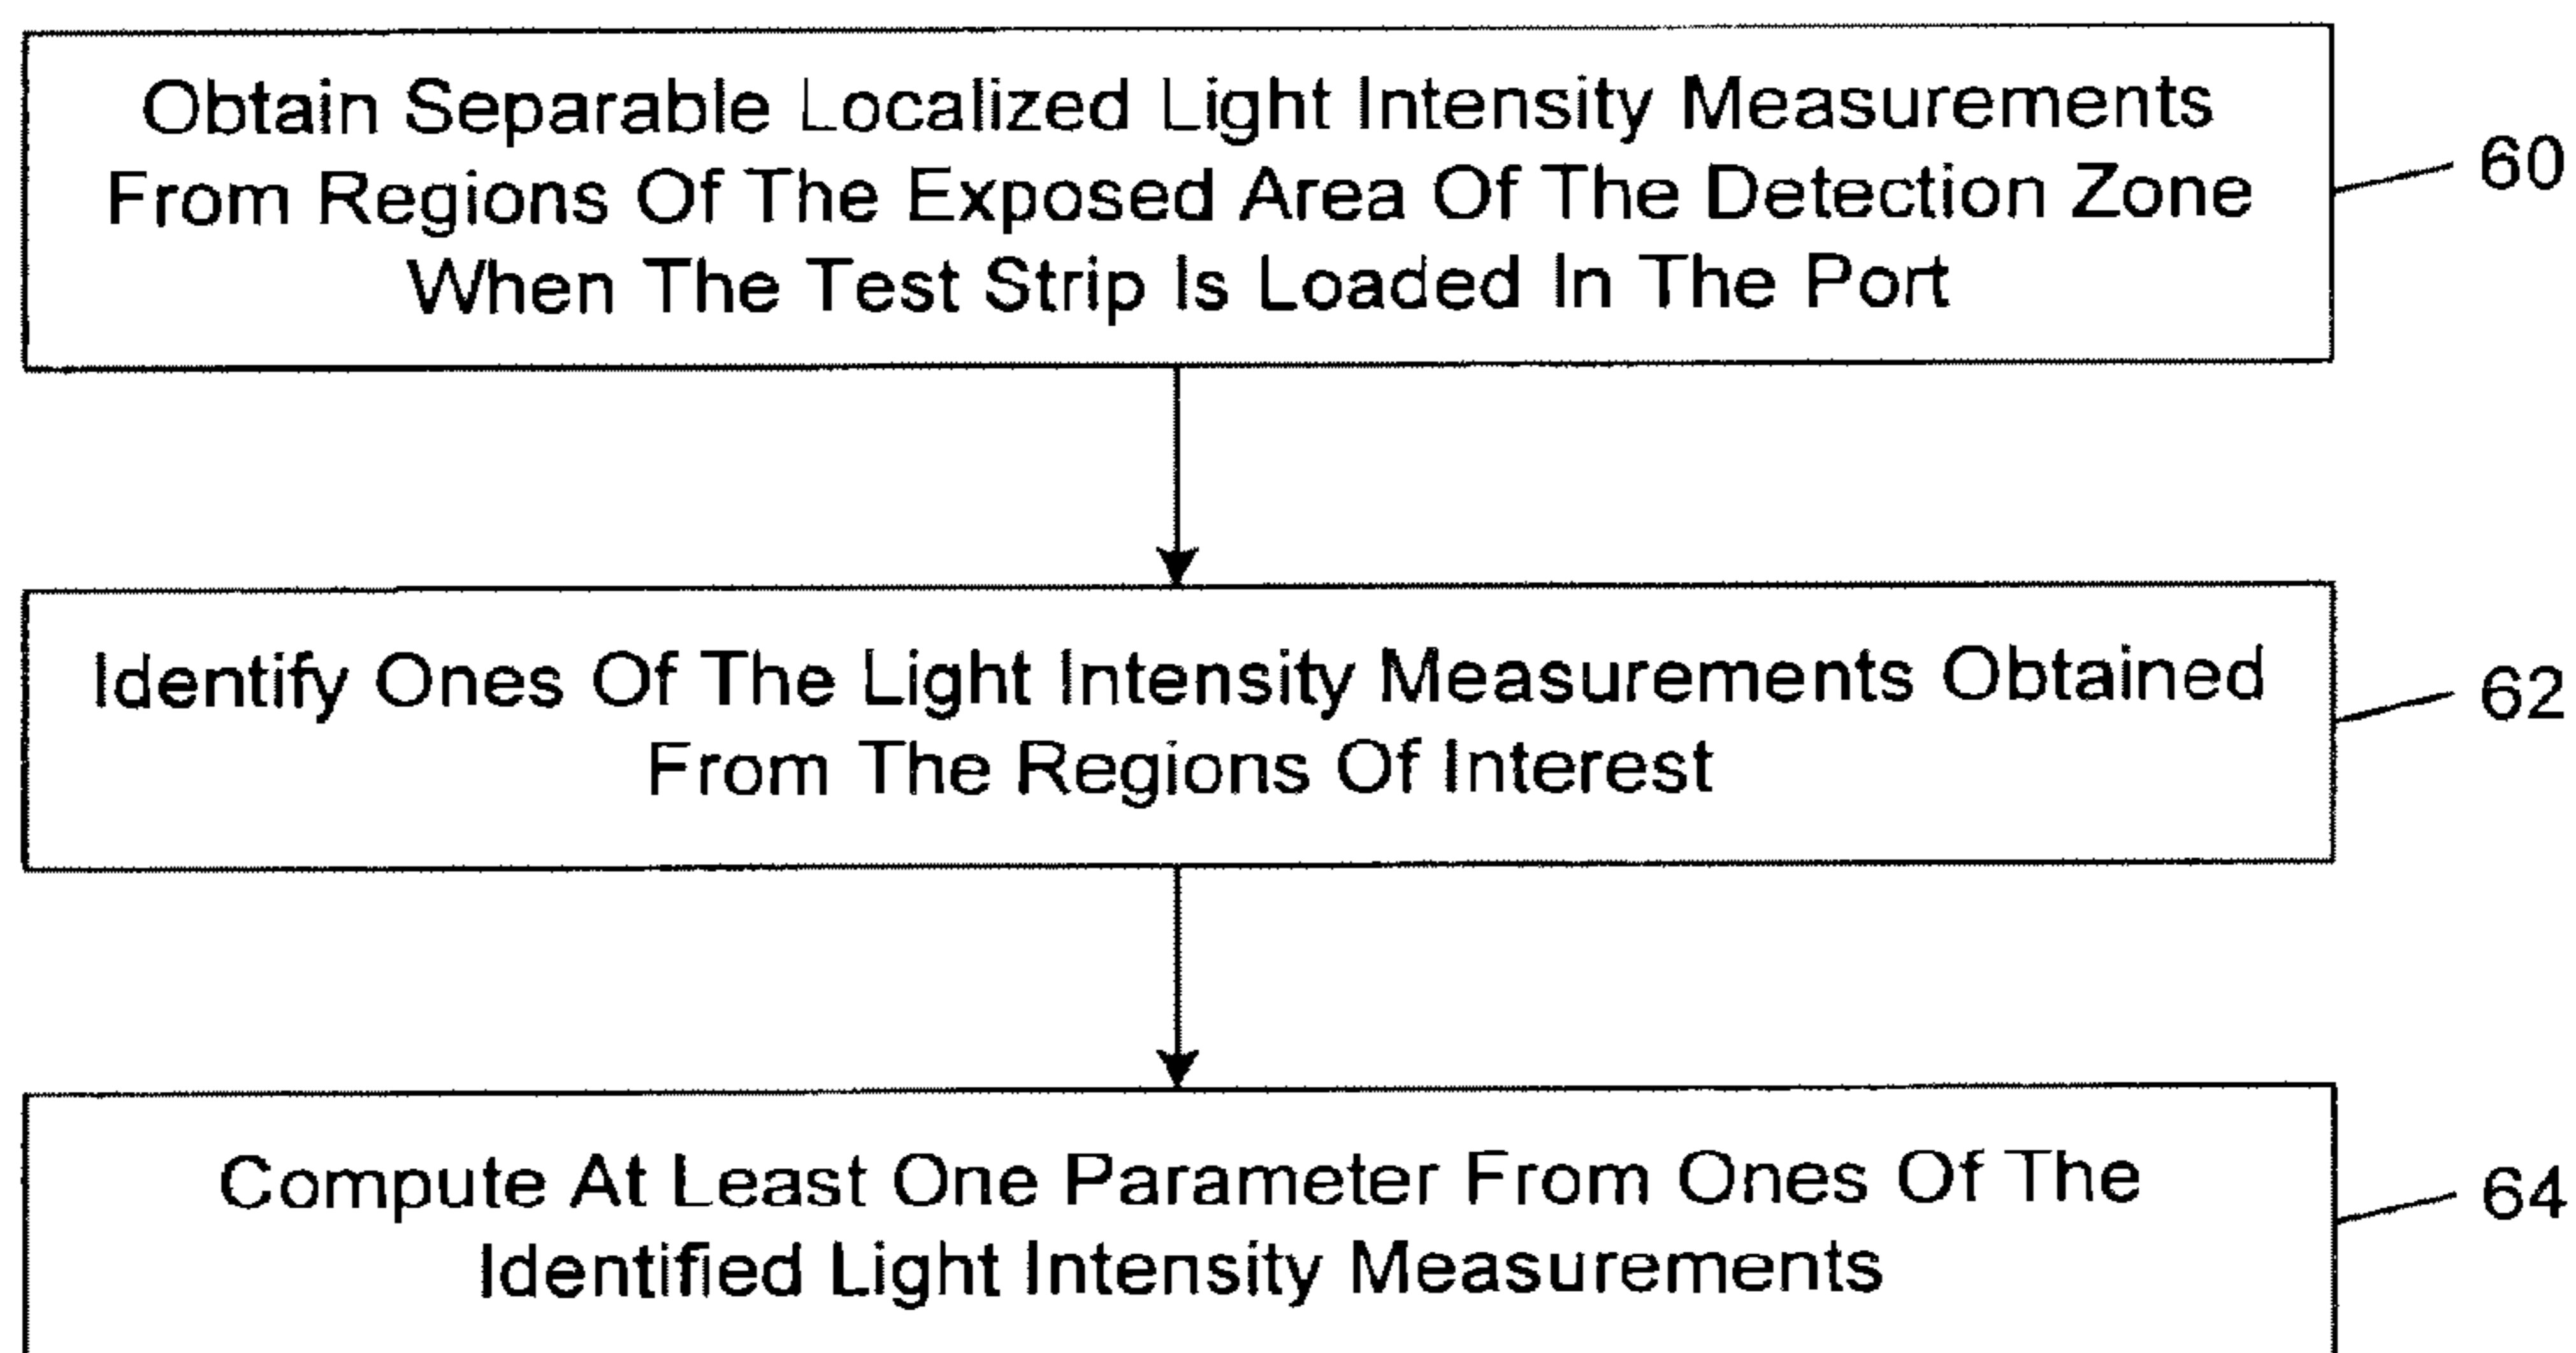 Obtain Separable Localized Light Intensity Measurements
From Regions Of The Exposed Area Of The Detection Zone
When The Test Strip Is Loaded In The Port
60
Identify Ones Of The Light Intensity Measurements Obtained
From The Regions Of Interest
62
Compute At Least One Parameter From Ones Of The
Identified Light Intensity Measurements
64